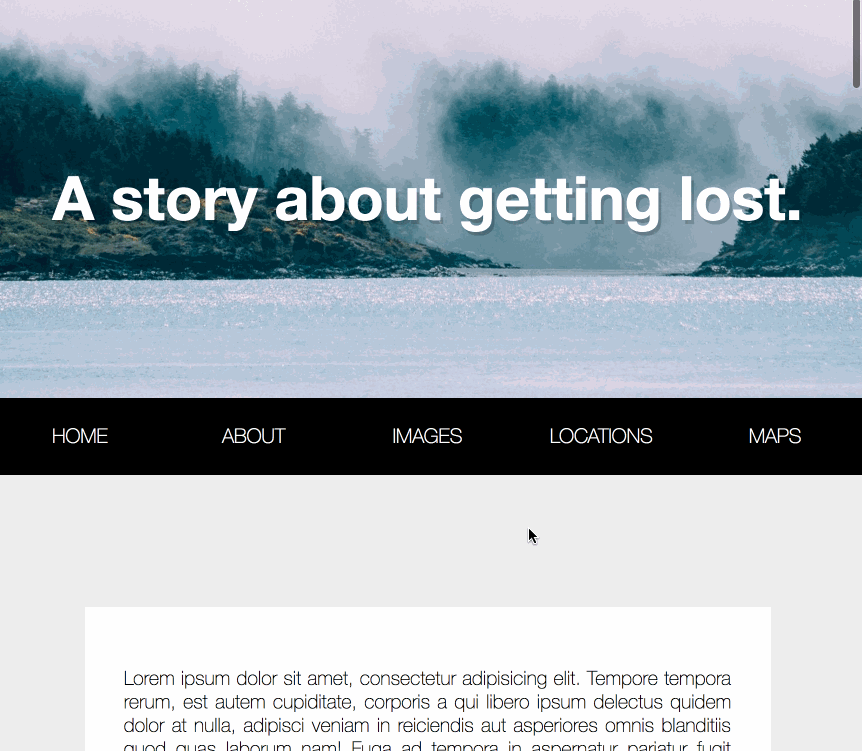 A story about getting lost.
HOME ABOUT IMAGES LOCATIONS MAPS
Lorem ipsum dolor sit amet, consectetur adipisicing elit. Tempore tempora
rerum, est autem cupiditate, corporis a qui libero ipsum delectus quidem
dolor at nulla, adipisci veniam in reiciendis aut asperiores omnis blanditiis
quod quas laborum nam! Fuga ad tempora in aspernatur pariatur fugit